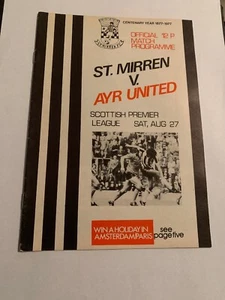 CENTENARY YEAR 1877-1977
OFFICIAL 12P
MATCH
PROGRAMME
ST. MIRREN
V.
AYR UNITED
SCOTTISH PREMIER
LEAGUE SAT, AUG 27
WIN A HOLIDAY IN
AMSTERDAM/PARIS
see
page five